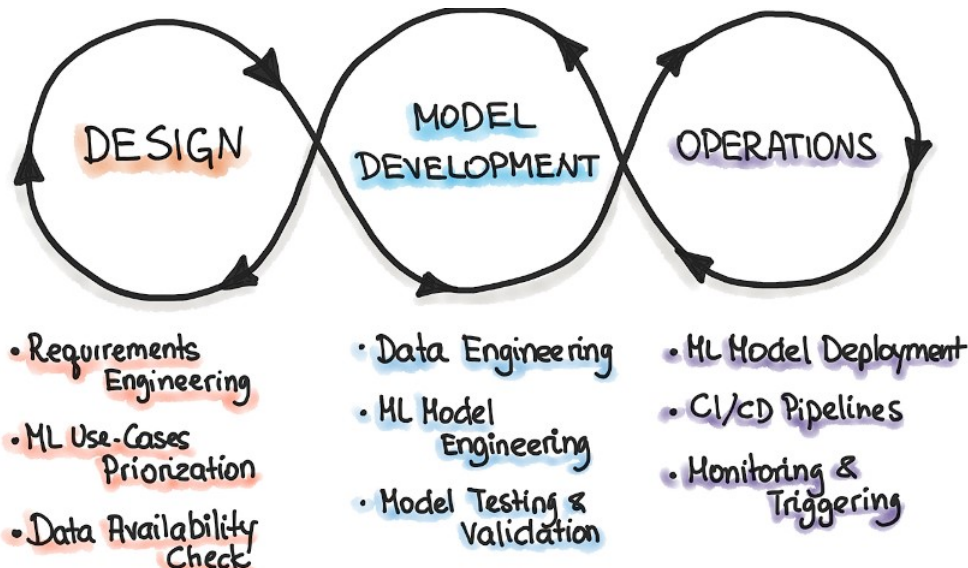 DESIGN
MODEL
DEVELOPMENT
OPERATIONS
• Requirements
Engineering
• ML Use-Cases
Priorization
• Data Availability
Check
• Data Engineering
• ML Model
Engineering
• Model Testing &
Validation
• ML Model Deployment
• CI/CD Pipelines
• Monitoring &
Triggering